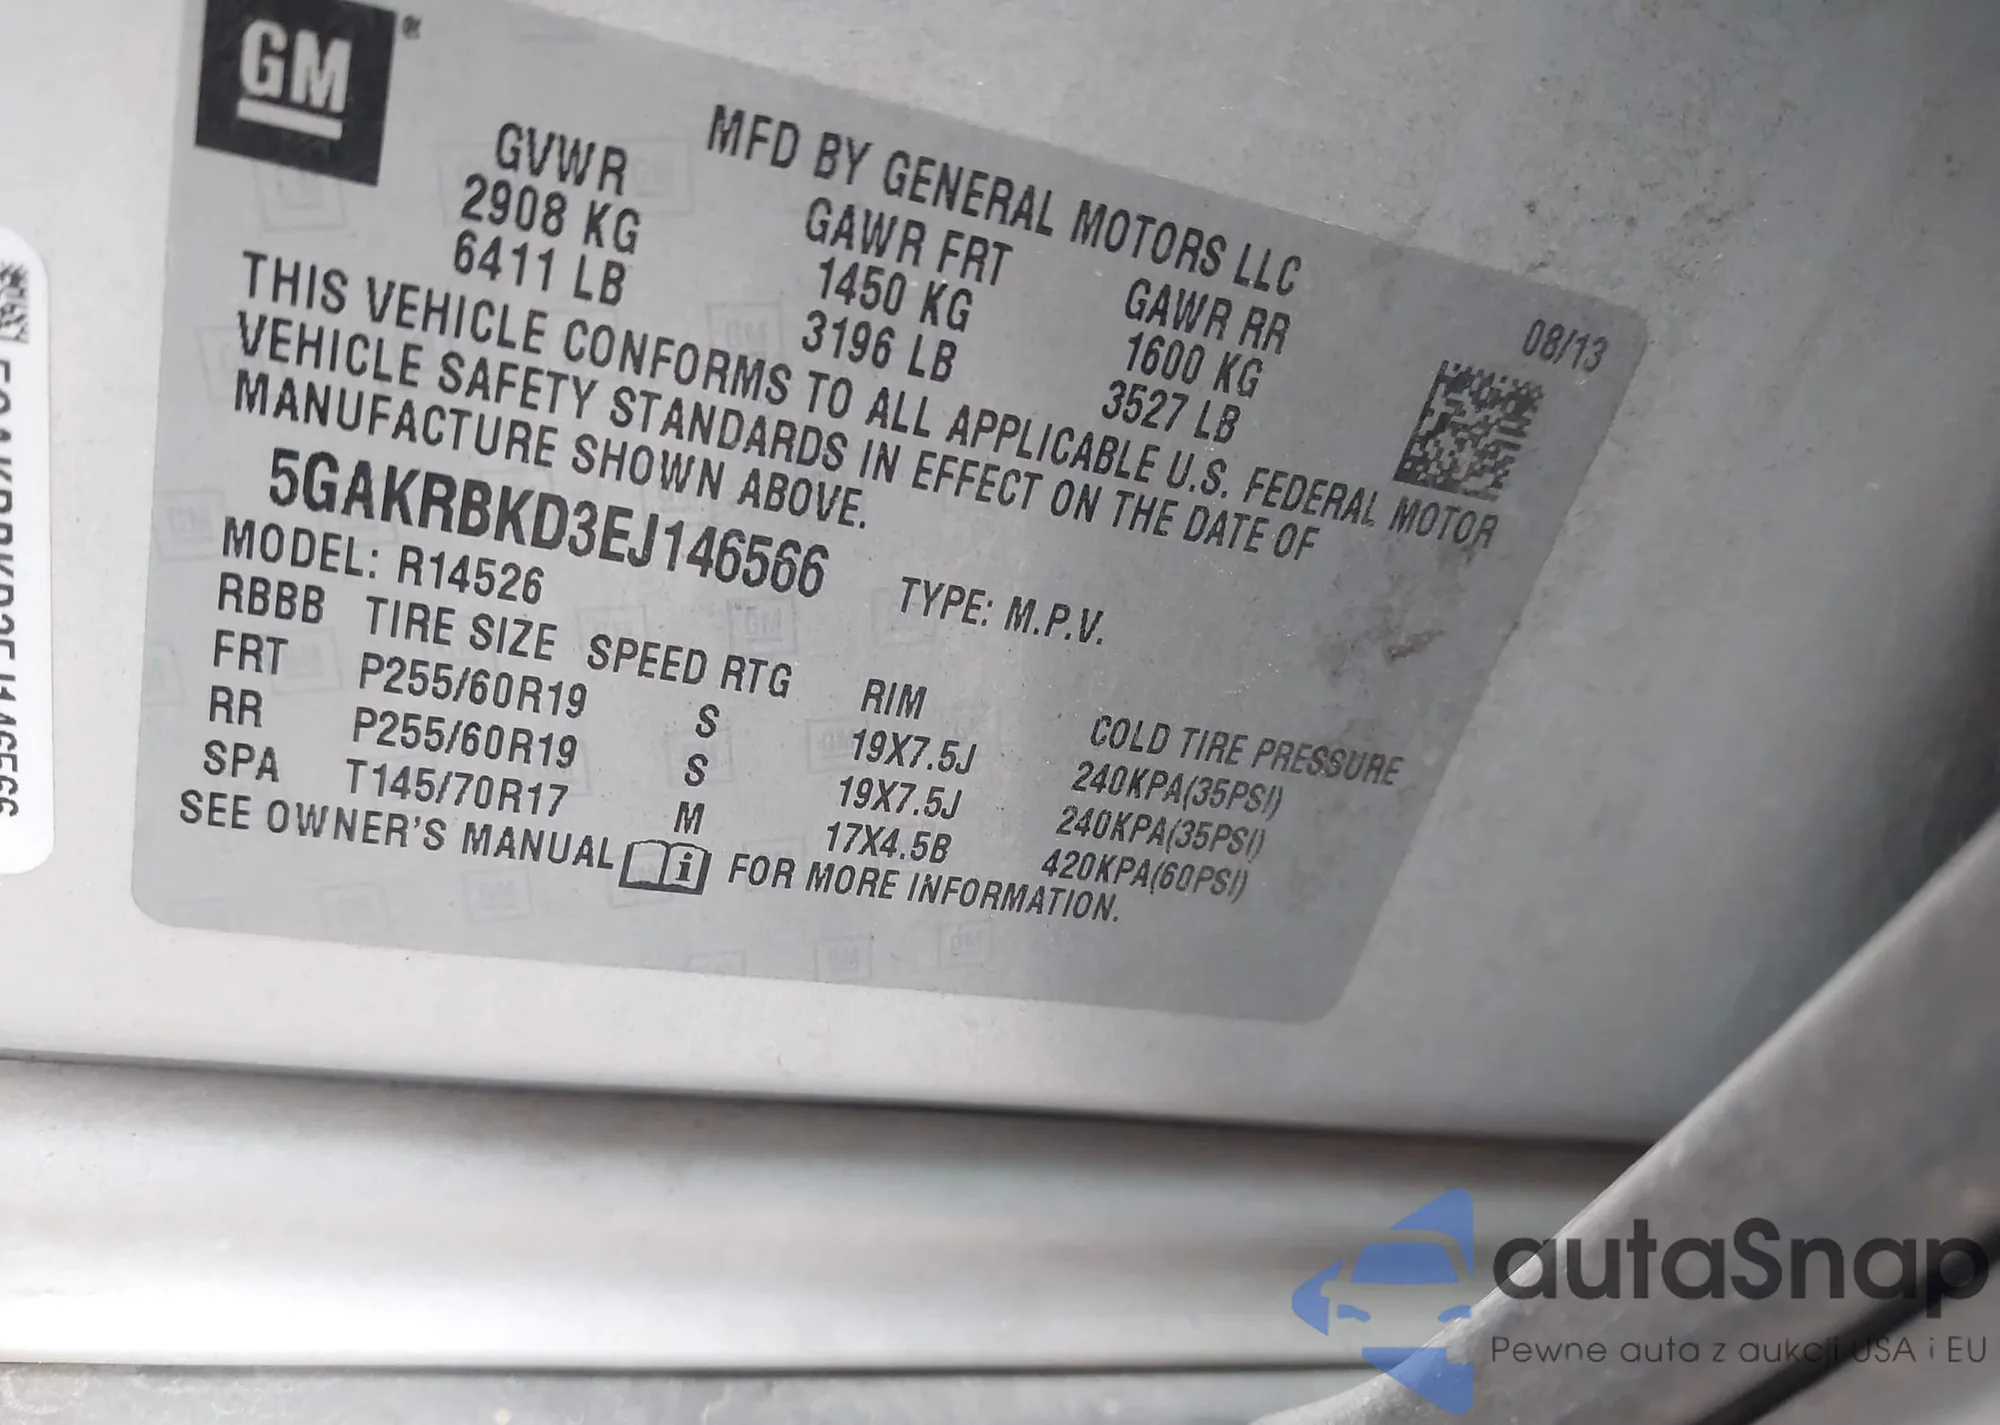 GM
®
MFD BY GENERAL MOTORS LLC
08/13
GVWR GAWR FRT GAWR RR
2908 KG 1450 KG 1600 KG
6411 LB 3196 LB 3527 LB
THIS VEHICLE CONFORMS TO ALL APPLICABLE U.S. FEDERAL MOTOR
VEHICLE SAFETY STANDARDS IN EFFECT ON THE DATE OF
MANUFACTURE SHOWN ABOVE.
5GAKRBKD3EJ146566 TYPE: M.P.V.
MODEL: R14526
RBBB TIRE SIZE SPEED RTG RIM COLD TIRE PRESSURE
FRT P255/60R19 S 19X7.5J 240KPA(35PSI)
RR P255/60R19 S 19X7.5J 240KPA(35PSI)
SPA T145/70R17 M 17X4.5B 420KPA(60PSI)
SEE OWNER'S MANUAL i FOR MORE INFORMATION.
autaSnap
Pewne auta z aukcji USA i EU